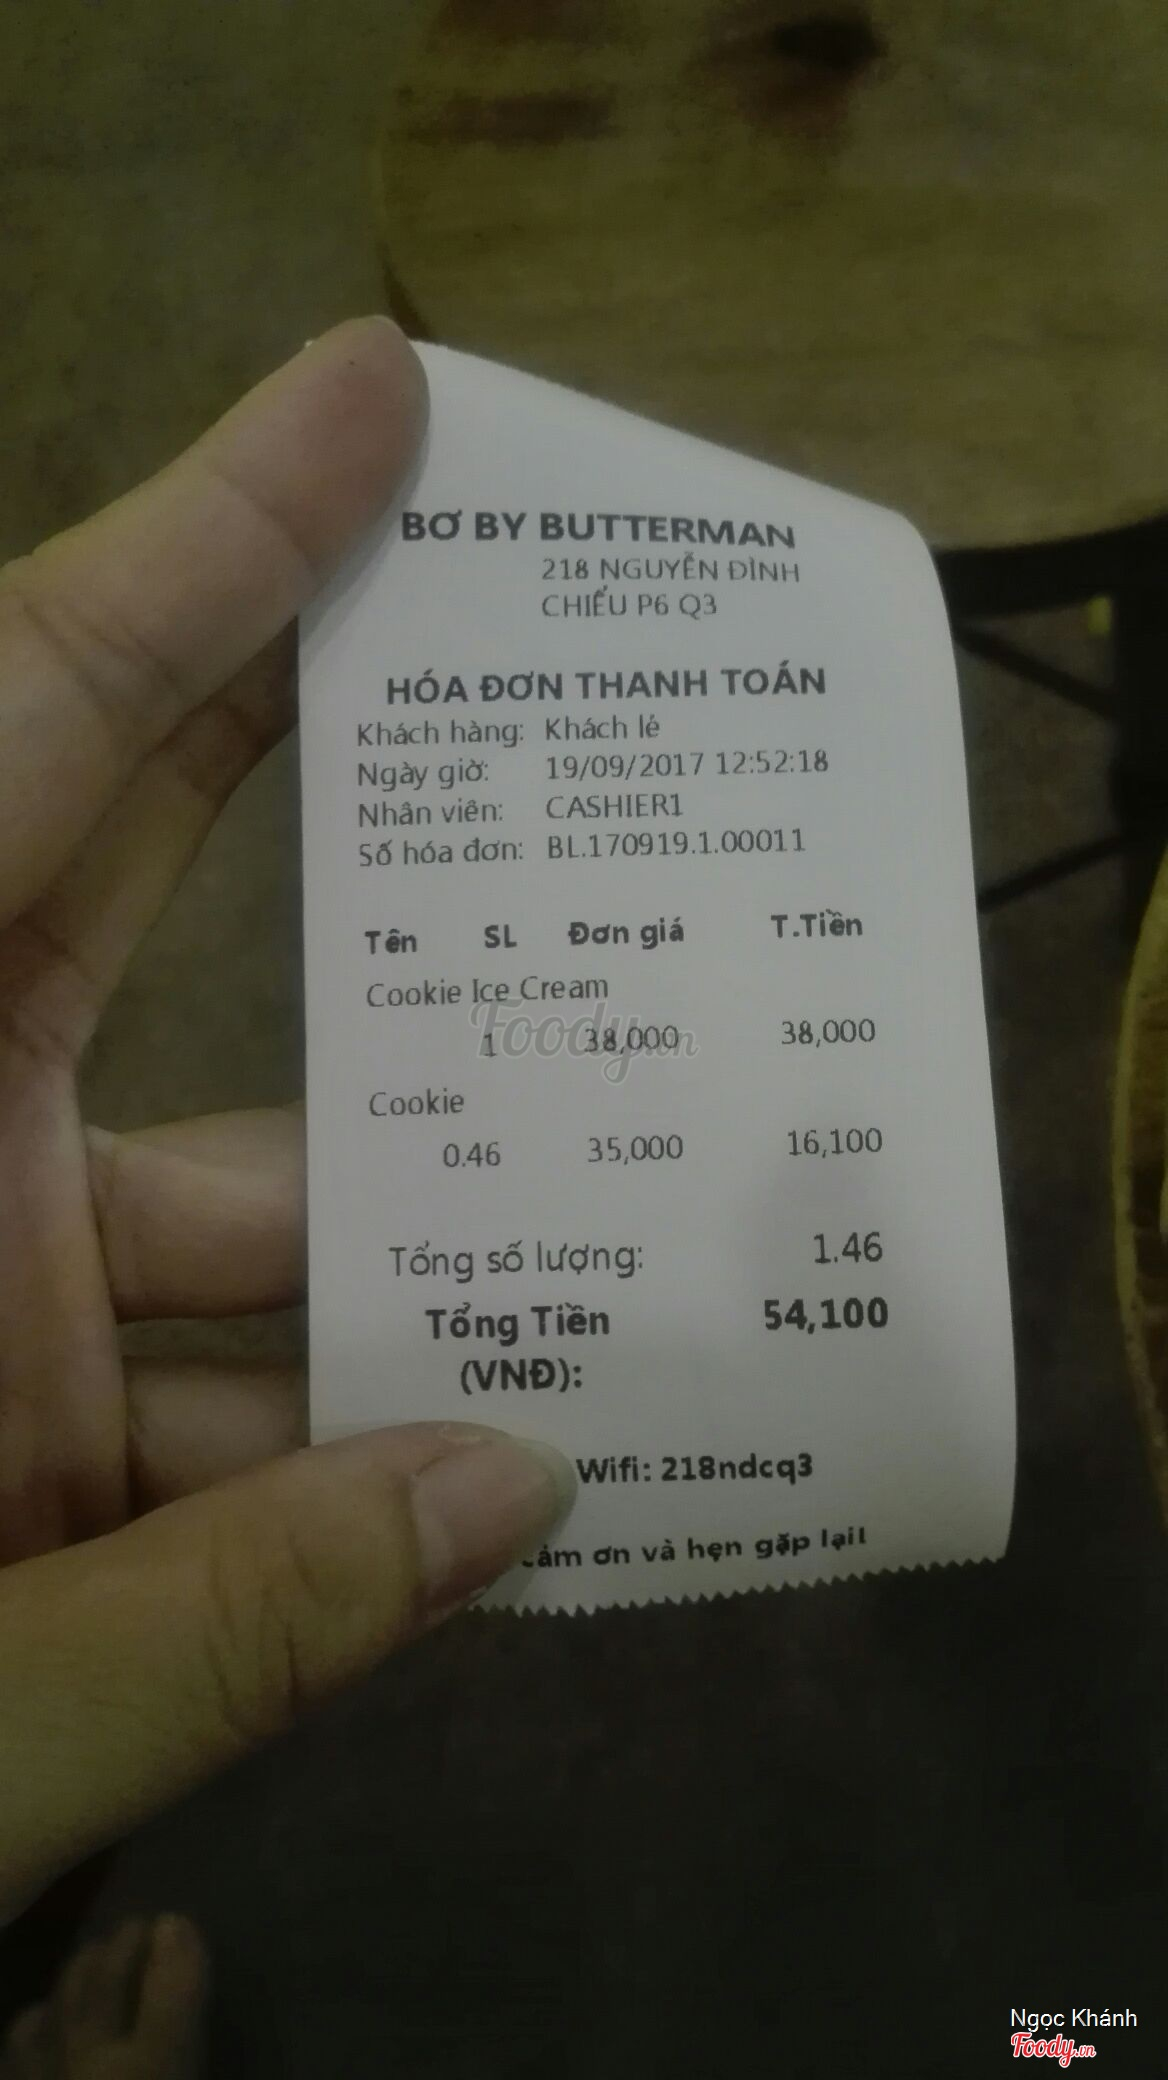 BƠ BY BUTTERMAN
218 NGUYỄN ĐÌNH
CHIỂU P6 Q3
HÓA ĐƠN THANH TOÁN
Khách hàng: Khách lẻ
Ngày giờ: 19/09/2017 12:52:18
Nhân viên: CASHIER1
Số hóa đơn: BL.170919.1.00011
Tên SL Đơn giá T.Tiền
Cookie Ice Cream
1 38,000 38,000
Foody.vn
Cookie
0.46 35,000 16,100
Tổng số lượng: 1.46
Tổng Tiền 54,100
(VNĐ):
Wifi: 218ndcq3
cảm ơn và hẹn gặp lại!
Ngọc Khánh
Foody.vn